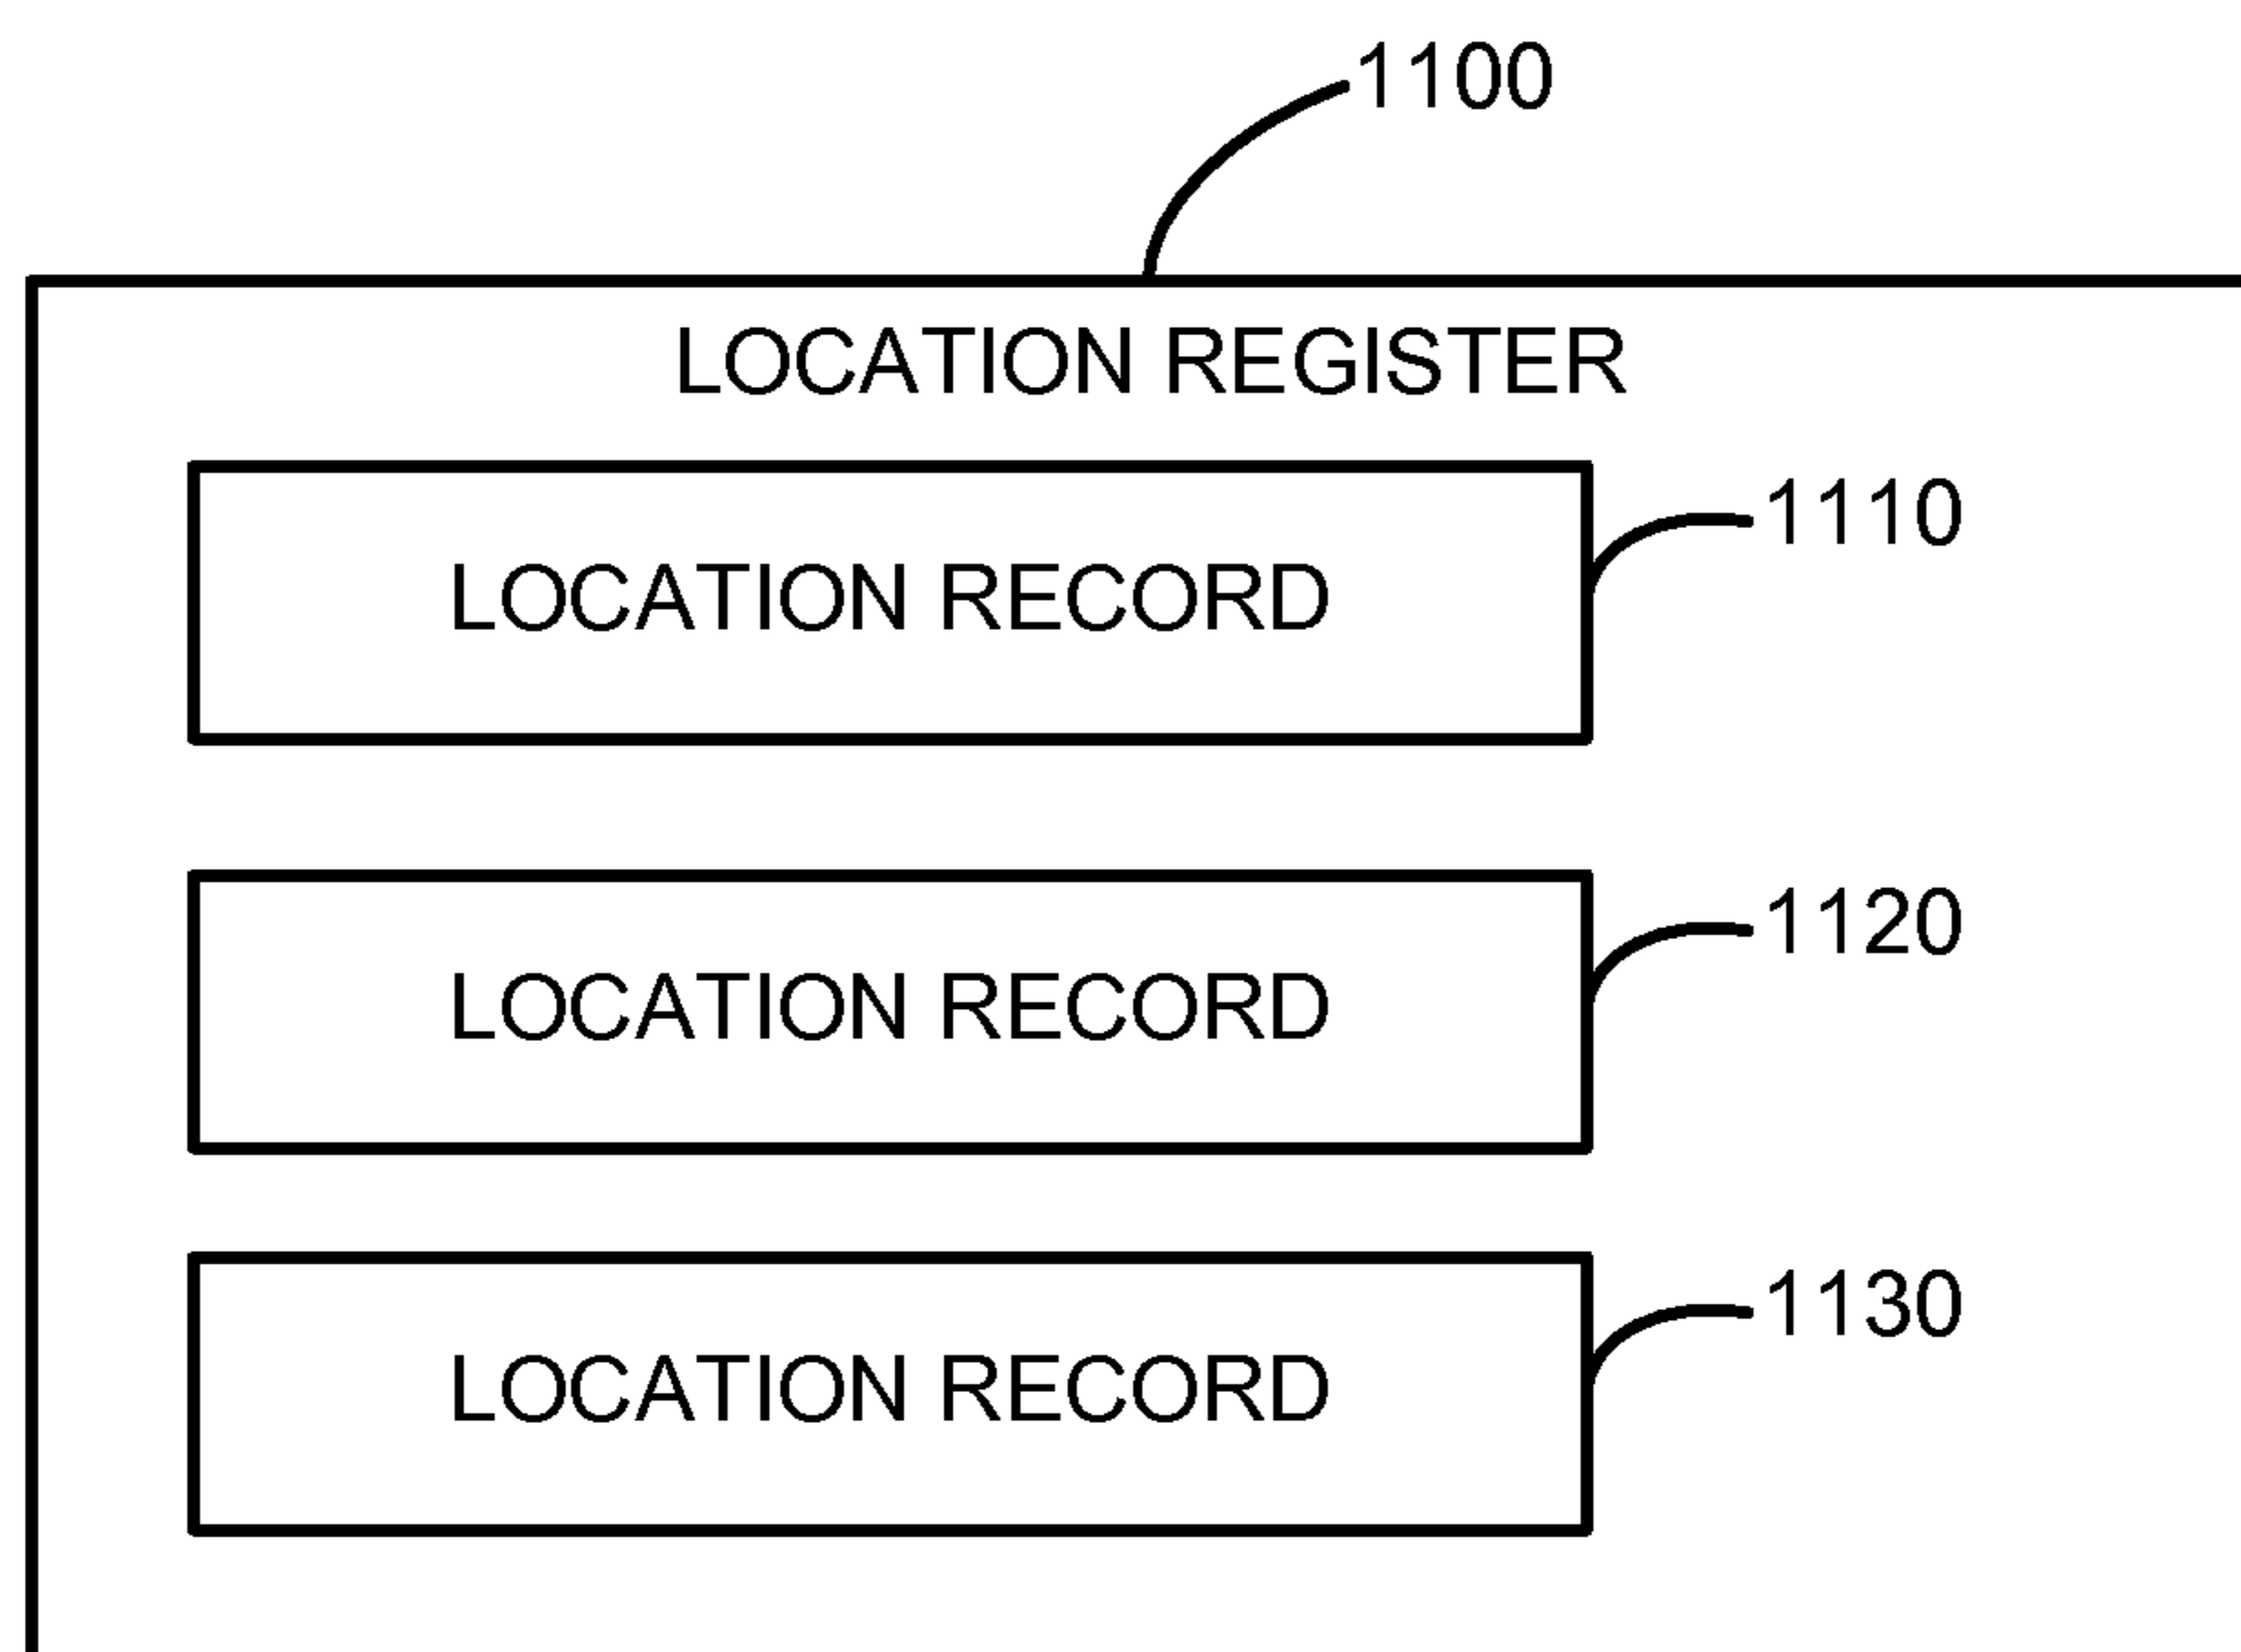 1100
LOCATION REGISTER
1110
LOCATION RECORD
1120
LOCATION RECORD
1130
LOCATION RECORD